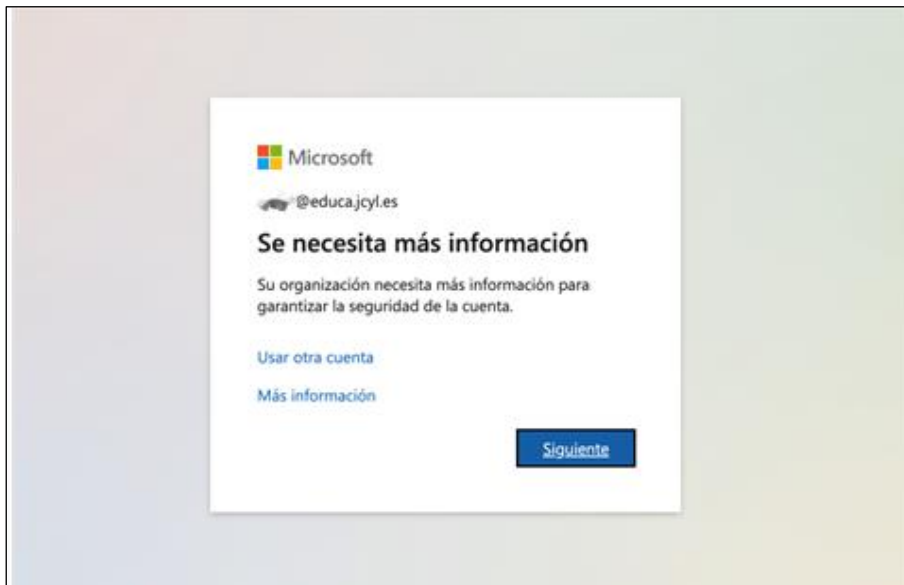 Microsoft
@educa.jcyl.es
Se necesita más información
Su organización necesita más información para
garantizar la seguridad de la cuenta.
Usar otra cuenta
Más información
Siguiente